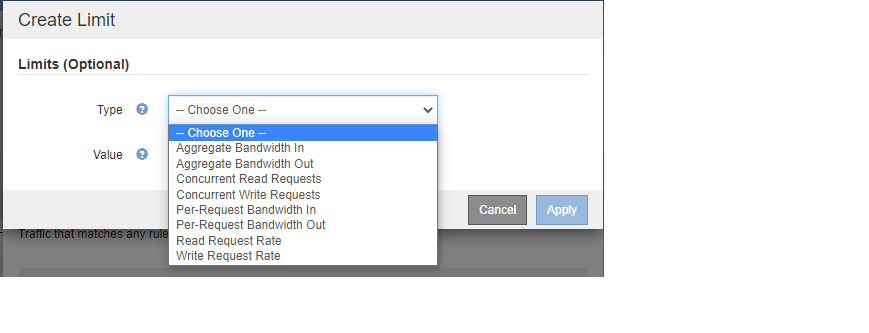 Create Limit
Limits (Optional)
Type ? -- Choose One --
-- Choose One --
Aggregate Bandwidth In
Value ? Aggregate Bandwidth Out
Concurrent Read Requests
Concurrent Write Requests
Per-Request Bandwidth In
Cancel Apply
Per-Request Bandwidth Out
Traffic that matches any rule
Read Request Rate
Write Request Rate